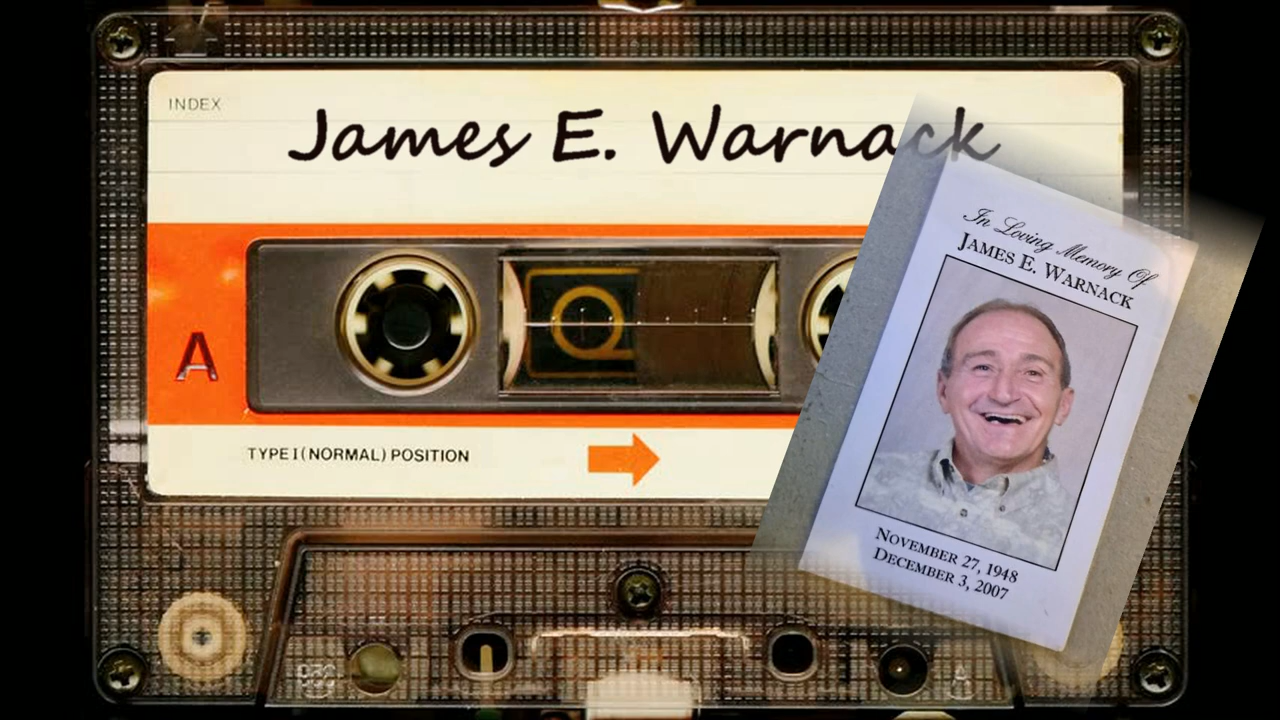 INDEX
James E. Warnack
A
TYPE I (NORMAL) POSITION
In Loving Memory Of
JAMES E. WARNACK
NOVEMBER 27, 1948
DECEMBER 3, 2007